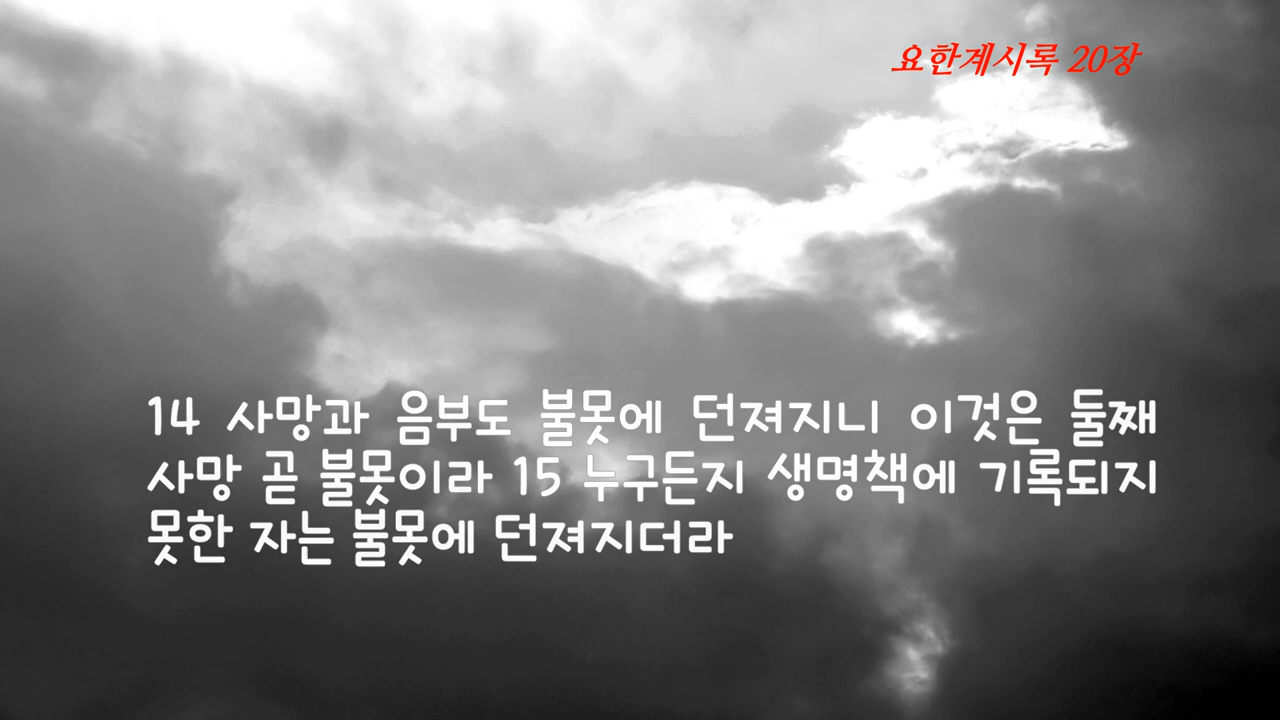 요한계시록 20장
14 사망과 음부도 불못에 던져지니 이것은 둘째
사망 곧 불못이라 15 누구든지 생명책에 기록되지
못한 자는 불못에 던져지더라